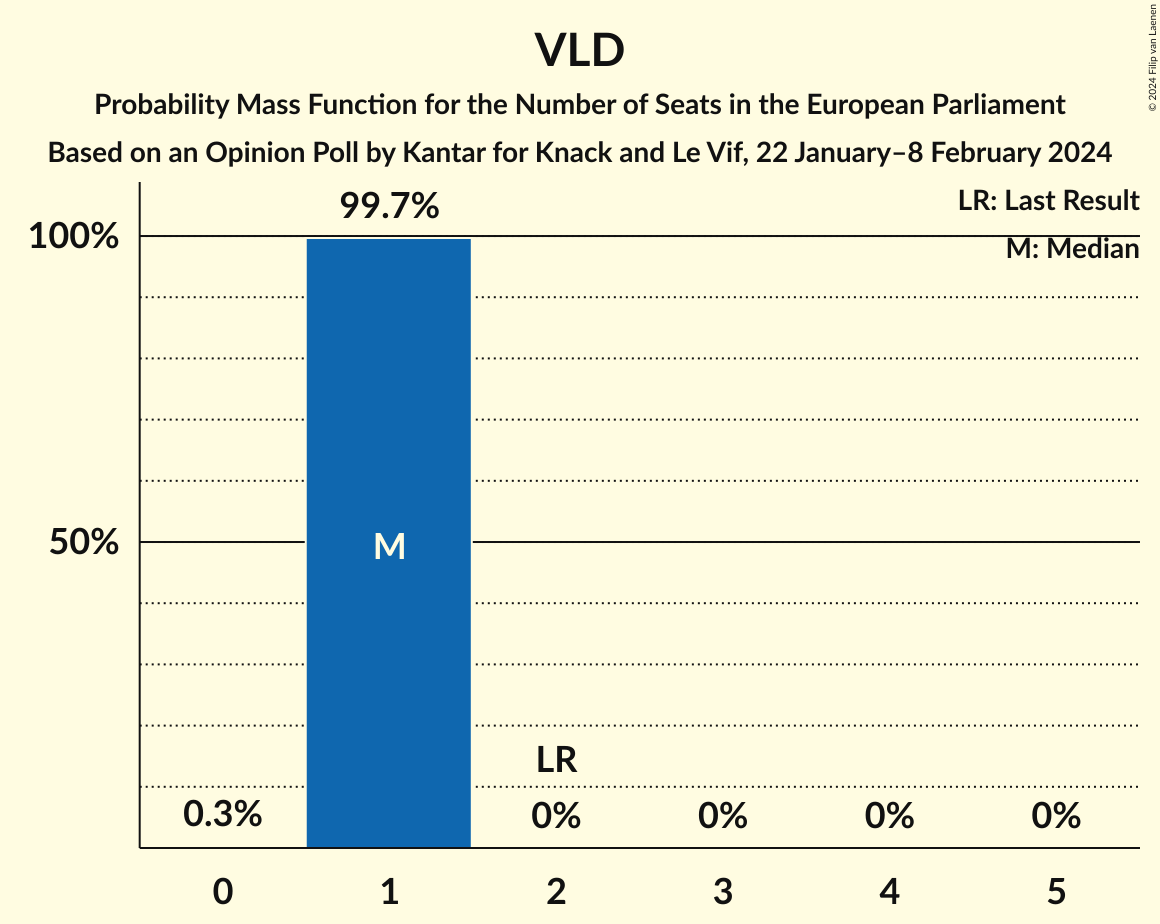 VLD
Probability Mass Function for the Number of Seats in the European Parliament
Based on an Opinion Poll by Kantar for Knack and Le Vif, 22 January–8 February 2024
© 2024 Filip van Laenen
LR: Last Result
M: Median
99.7%
100%
50%
M
LR
0.3%
0%
0%
0%
0%
0
1
2
3
4
5